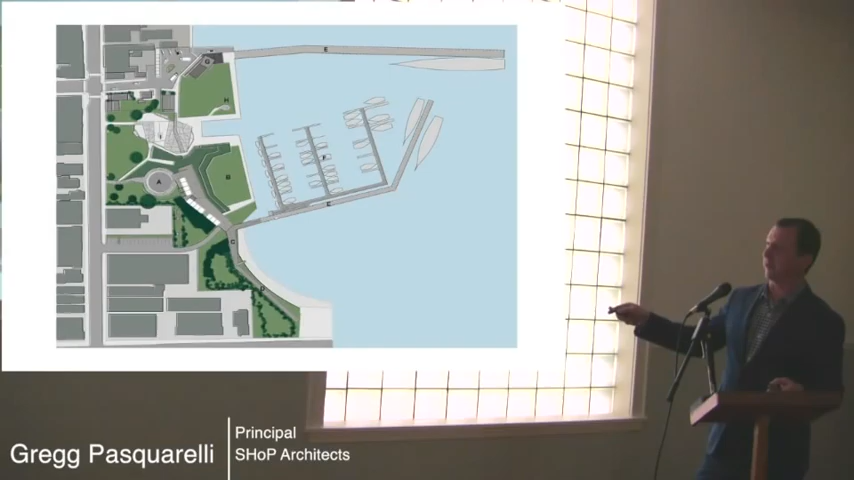 E
G
H
F
A
B
E
C
D
Gregg Pasquarelli
Principal
SHoP Architects